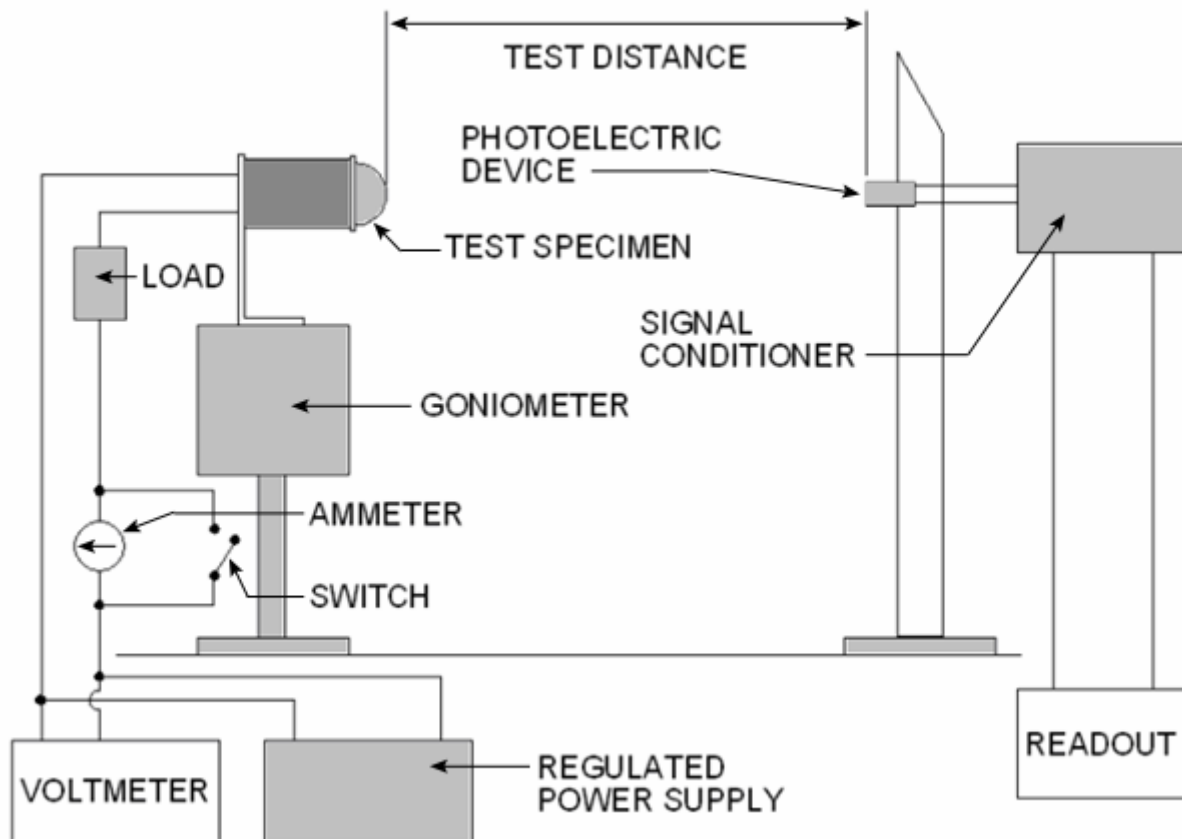 TEST DISTANCE
PHOTOELECTRIC
DEVICE
TEST SPECIMEN
LOAD
SIGNAL
CONDITIONER
GONIOMETER
AMMETER
SWITCH
READOUT
VOLTMETER
REGULATED
POWER SUPPLY